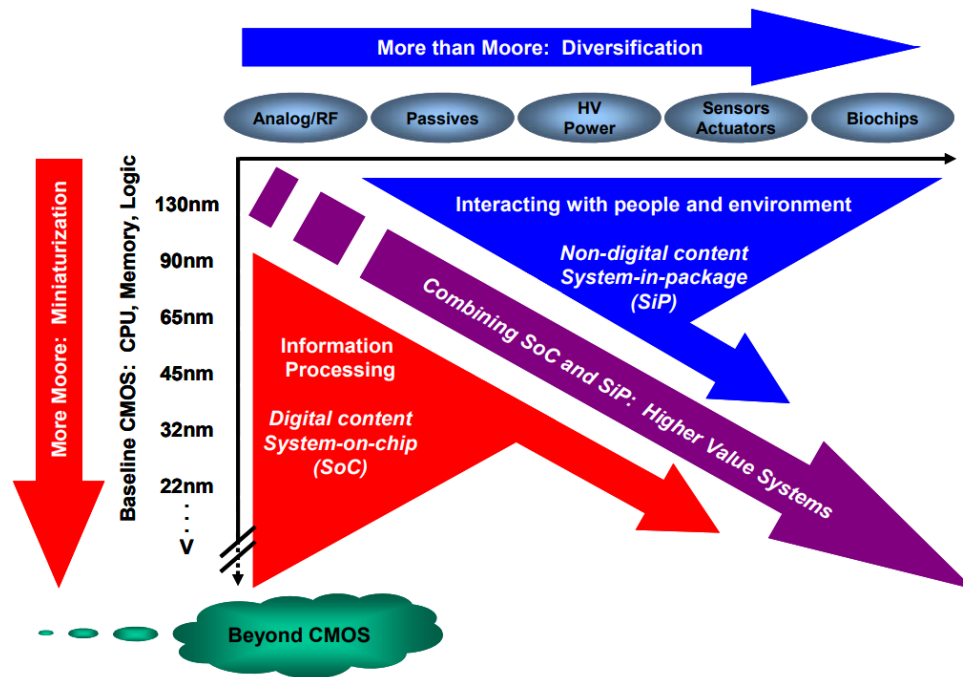 More than Moore: Diversification
Analog/RF
Passives
HV
Power
Sensors
Actuators
Biochips
More Moore: Miniaturization
Baseline CMOS: CPU, Memory, Logic
130nm
90nm
65nm
45nm
32nm
22nm
.
.
.
V
Interacting with people and environment
Non-digital content
System-in-package
(SiP)
Combining SoC and SiP: Higher Value Systems
Information
Processing
Digital content
System-on-chip
(SoC)
Beyond CMOS